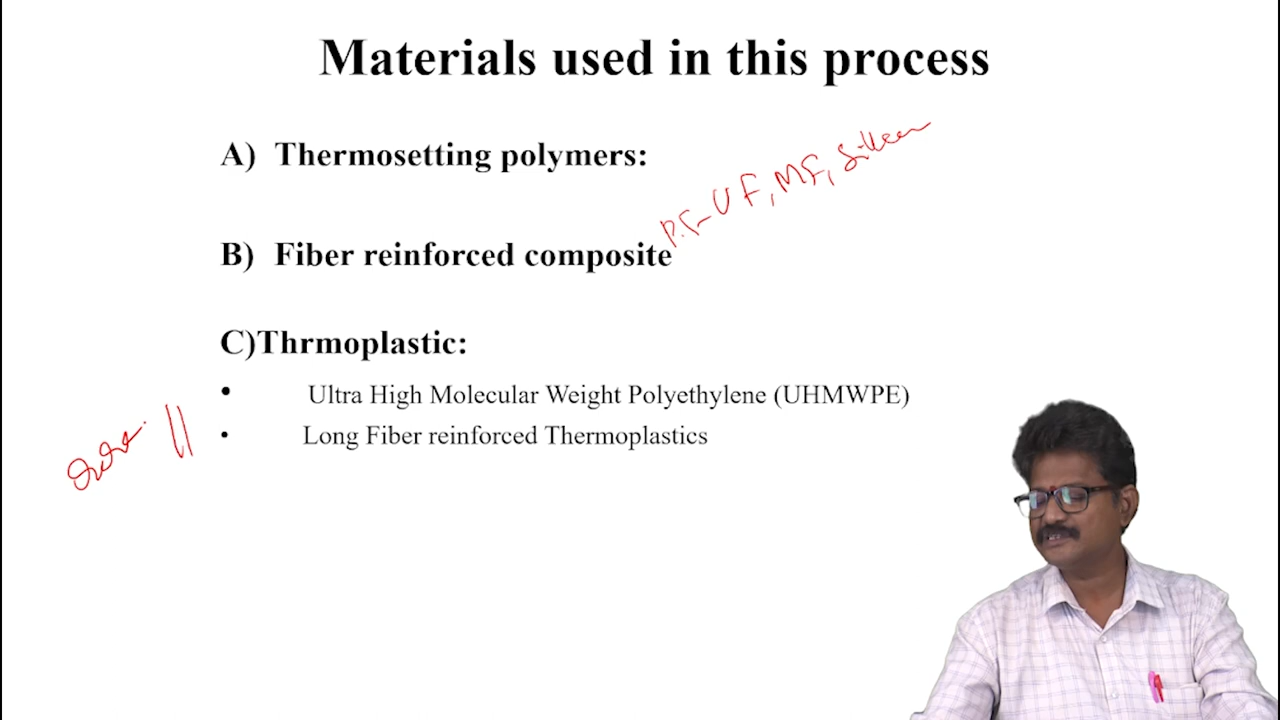 Materials used in this process
A) Thermosetting polymers:
UF, MF,
B) Fiber reinforced composite
C)Thrmoplastic:
• Ultra High Molecular Weight Polyethylene (UHMWPE)
• Long Fiber reinforced Thermoplastics